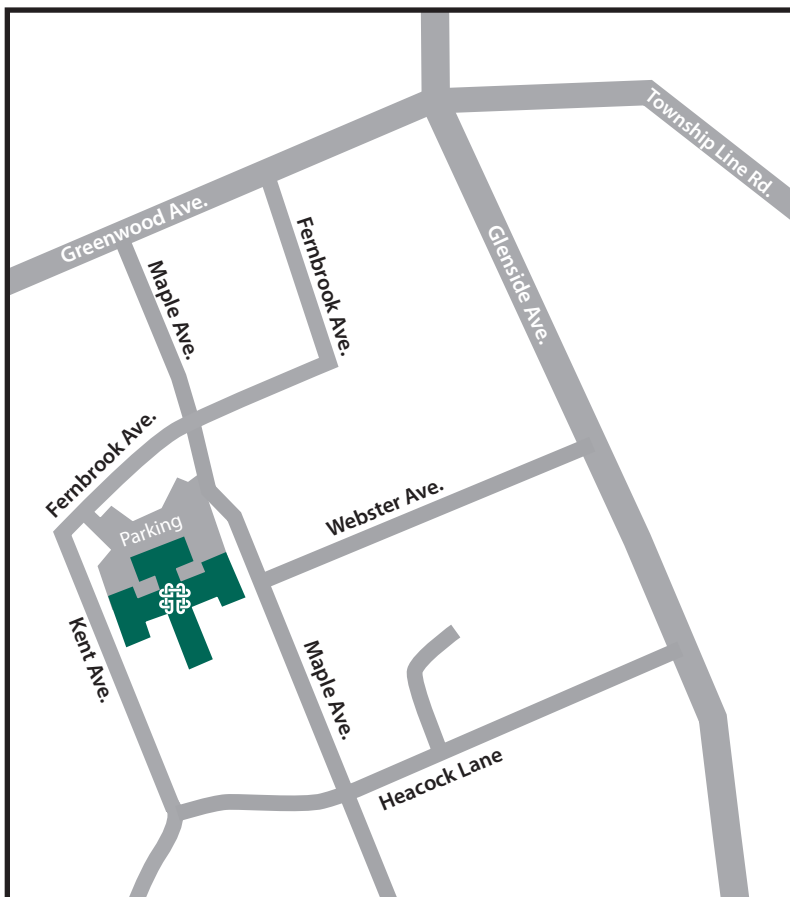 Township Line Rd.
Greenwood Ave.
Fernbrook Ave.
Glenside Ave.
Maple Ave.
Fernbrook Ave.
Webster Ave.
Parking
Kent Ave.
Maple Ave.
Heacock Lane